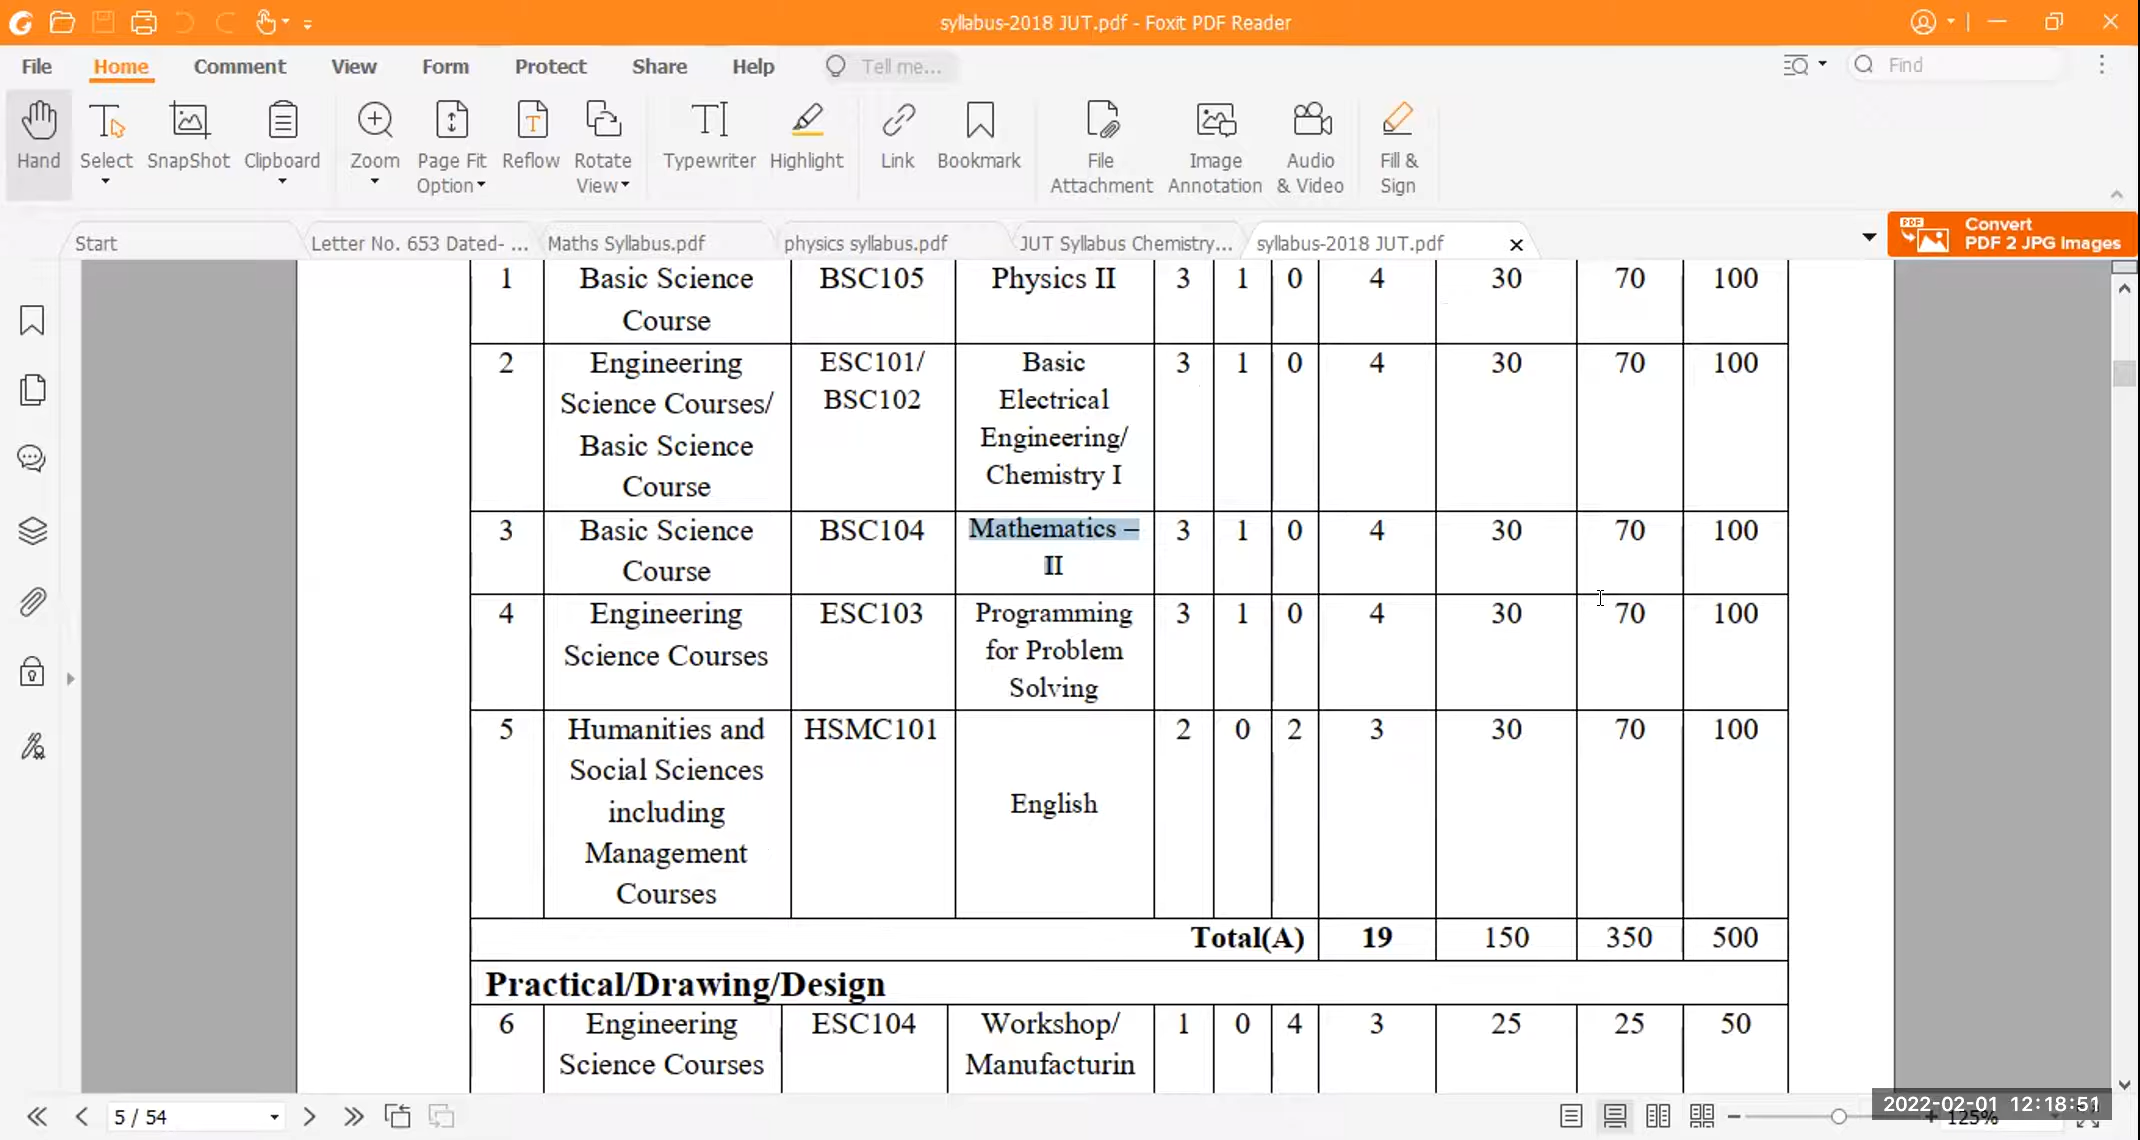 syllabus-2018 JUT.pdf - Foxit PDF Reader
File Home Comment View Form Protect Share Help Tell me... Find
Hand Select SnapShot Clipboard Zoom Page Fit Option Reflow Rotate View Typewriter Highlight Link Bookmark File Attachment Image Annotation Audio & Video Fill & Sign
Start Letter No. 653 Dated- ... Maths Syllabus.pdf physics syllabus.pdf JUT Syllabus Chemistry... syllabus-2018 JUT.pdf
PDF Convert
PDF 2 JPG Images
1 Basic Science Course BSC105 Physics II 3 1 0 4 30 70 100
2 Engineering Science Courses/ Basic Science Course ESC101/ BSC102 Basic Electrical Engineering/ Chemistry I 3 1 0 4 30 70 100
3 Basic Science Course BSC104 Mathematics – II 3 1 0 4 30 70 100
4 Engineering Science Courses ESC103 Programming for Problem Solving 3 1 0 4 30 70 100
5 Humanities and Social Sciences including Management Courses HSMC101 English 2 0 2 3 30 70 100
Total(A) 19 150 350 500
Practical/Drawing/Design
6 Engineering Science Courses ESC104 Workshop/ Manufacturin 1 0 4 3 25 25 50
5 / 54
2022-02-01 12:18:51
125%